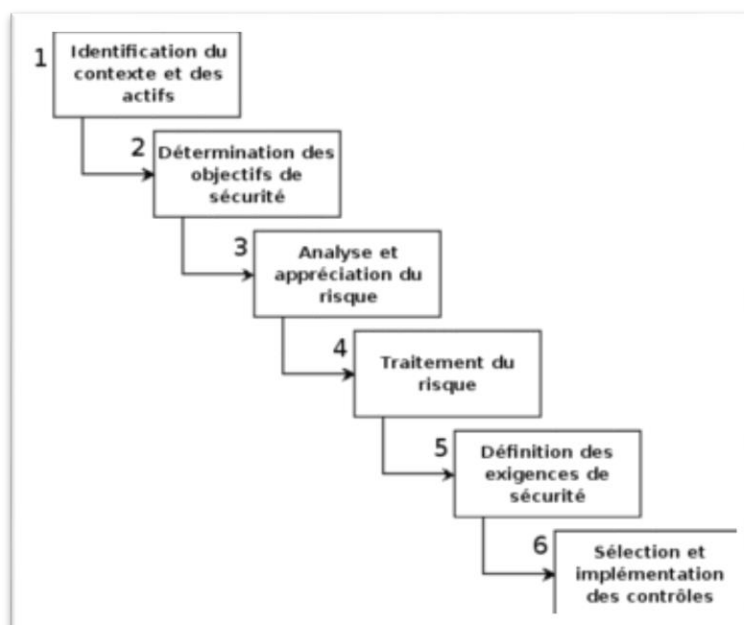 1
Identification du
contexte et des
actifs
2
Détermination des
objectifs de
sécurité
3
Analyse et
appréciation du
risque
4
Traitement du
risque
5
Définition des
exigences de
sécurité
6
Sélection et
implémentation
des contrôles